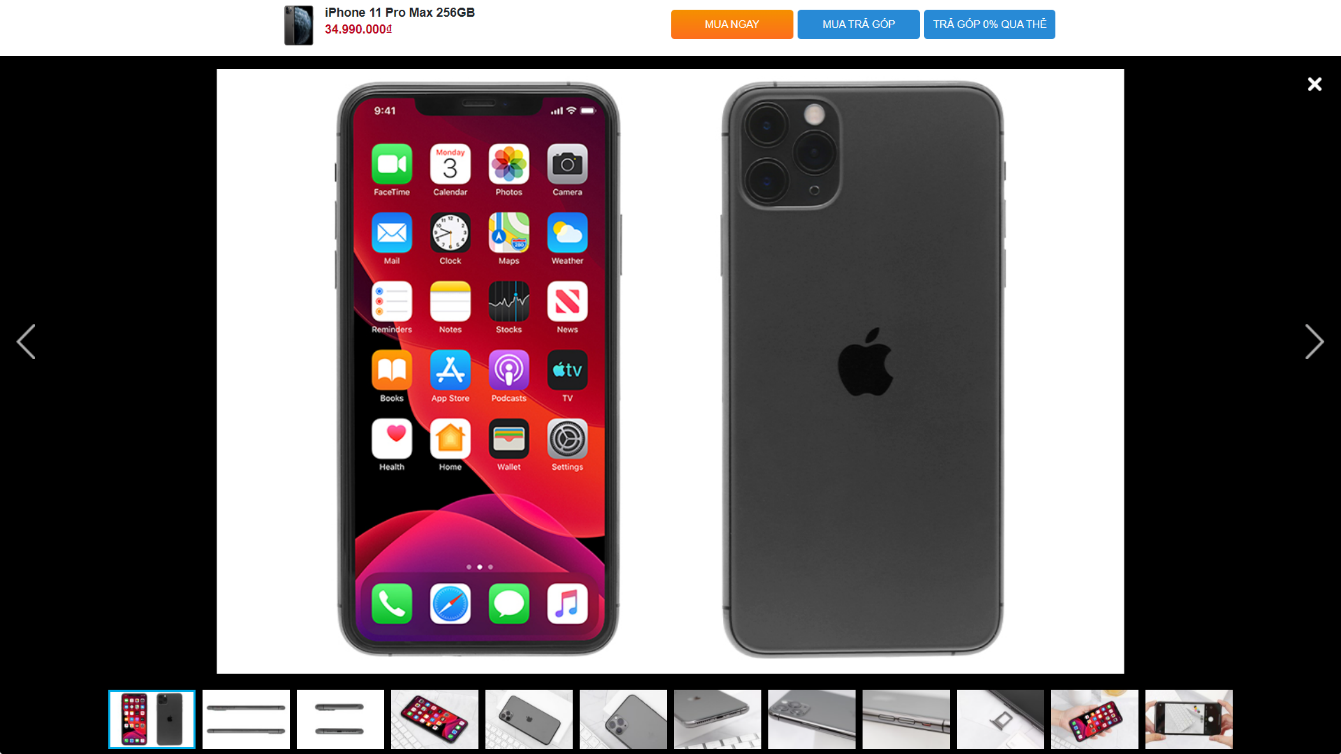 iPhone 11 Pro Max 256GB
34.990.000₫
MUA NGAY
MUA TRẢ GÓP
TRẢ GÓP 0% QUA THẺ
9:41
Monday
3
FaceTime
Calendar
Photos
Camera
Mail
Clock
Maps
Weather
280
Reminders
Notes
Stocks
News
tv
Books
App Store
Podcasts
TV
Health
Home
Wallet
Settings